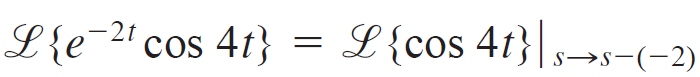 ℒ{e⁻²ᵗ cos 4t} = ℒ{cos 4t}|ₛ→ₛ₋₍₋₂₎